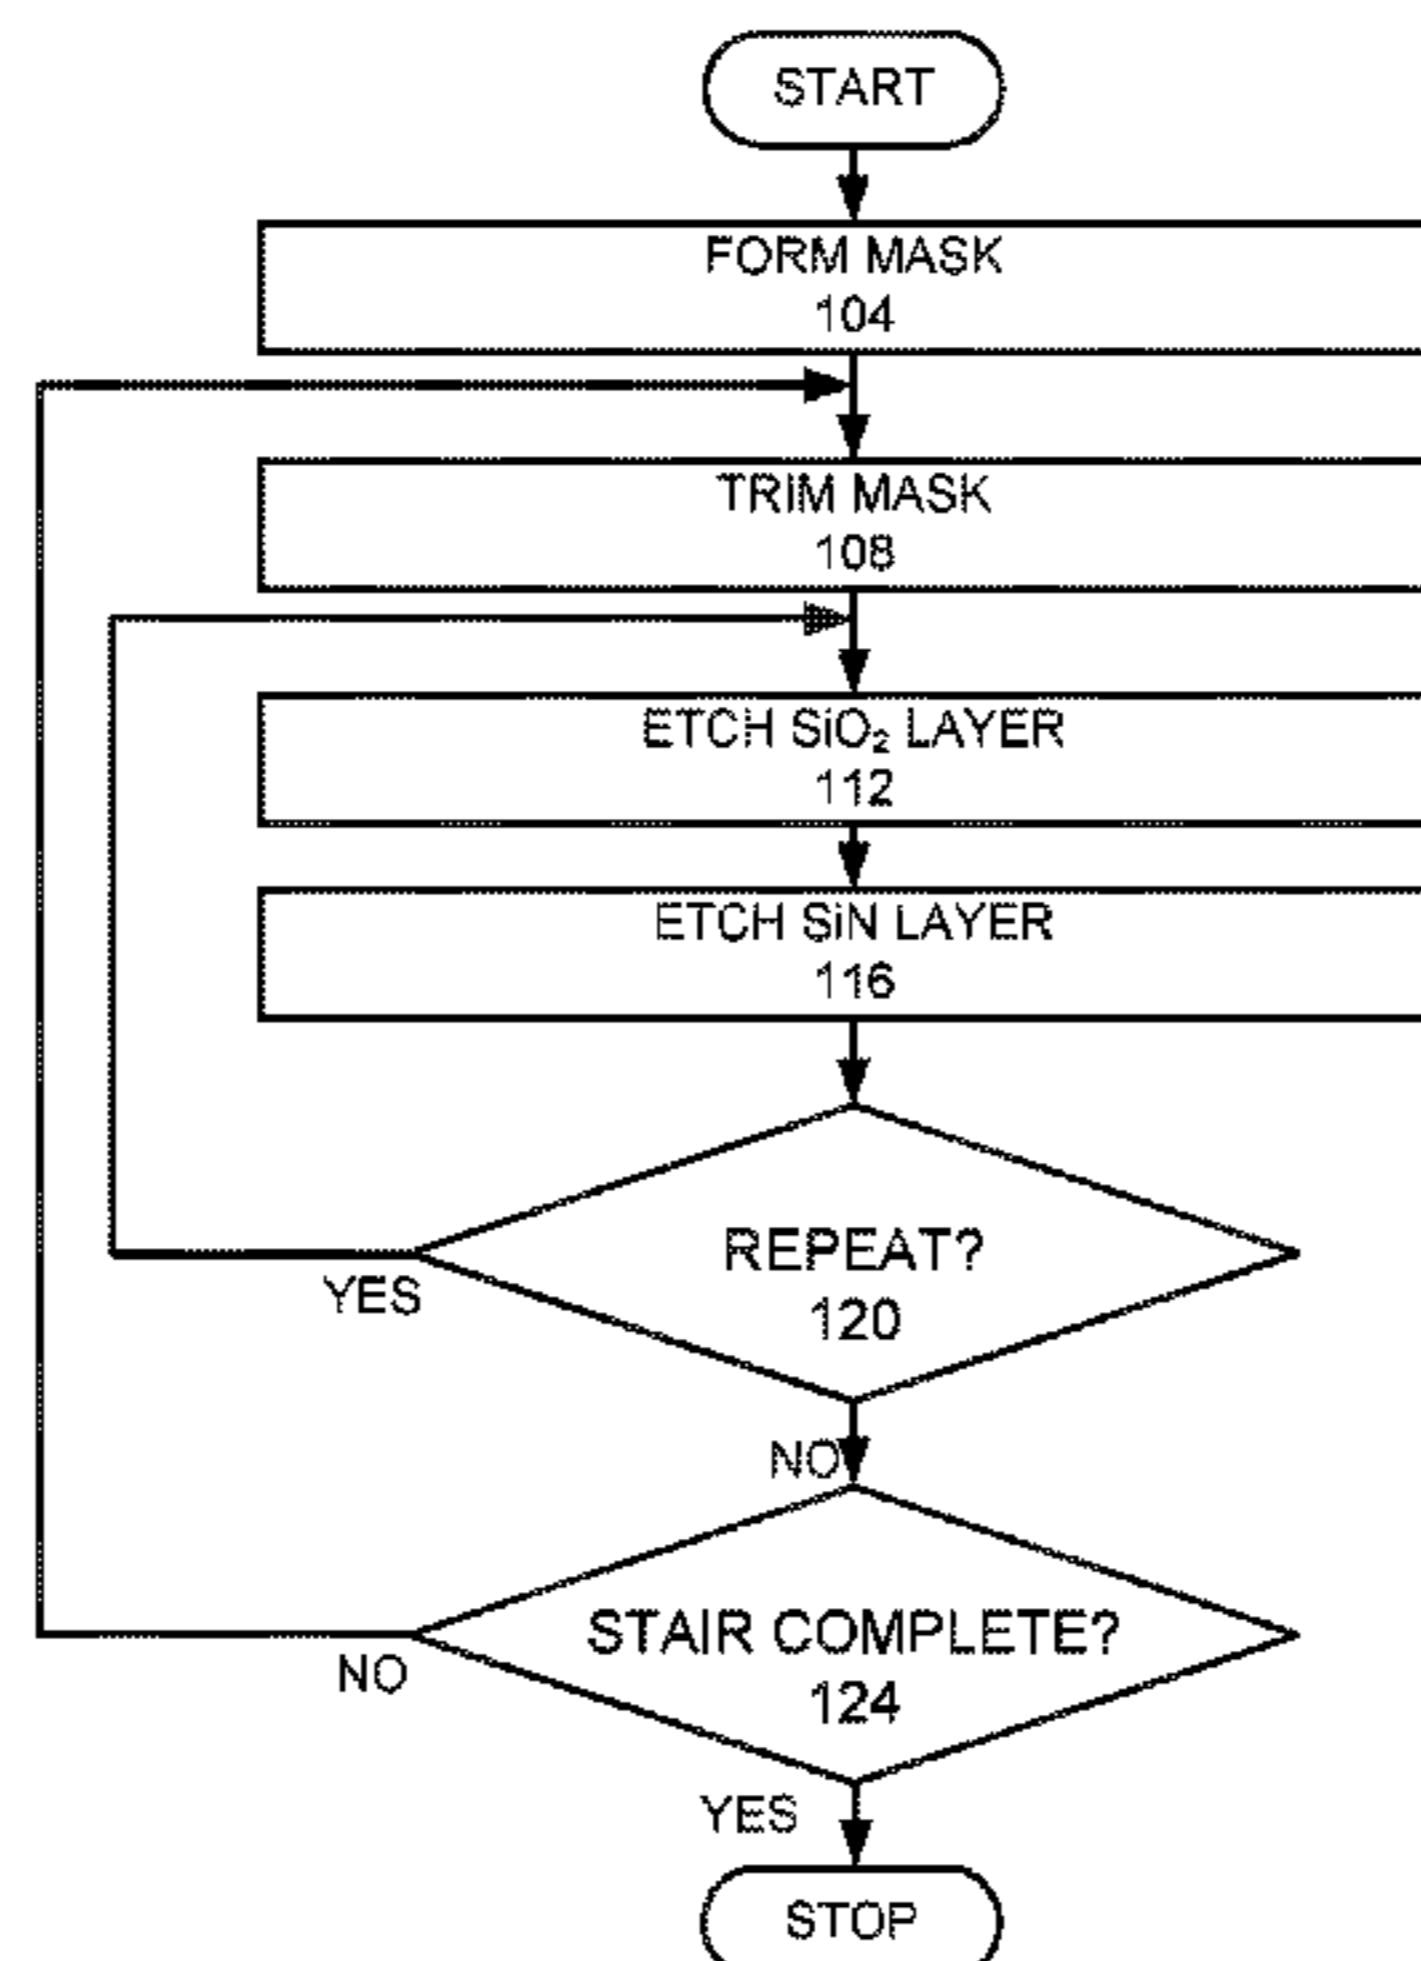 START
FORM MASK
104
TRIM MASK
108
ETCH SiO₂ LAYER
112
ETCH SiN LAYER
116
REPEAT?
120
YES
NO
STAIR COMPLETE?
124
NO
YES
STOP